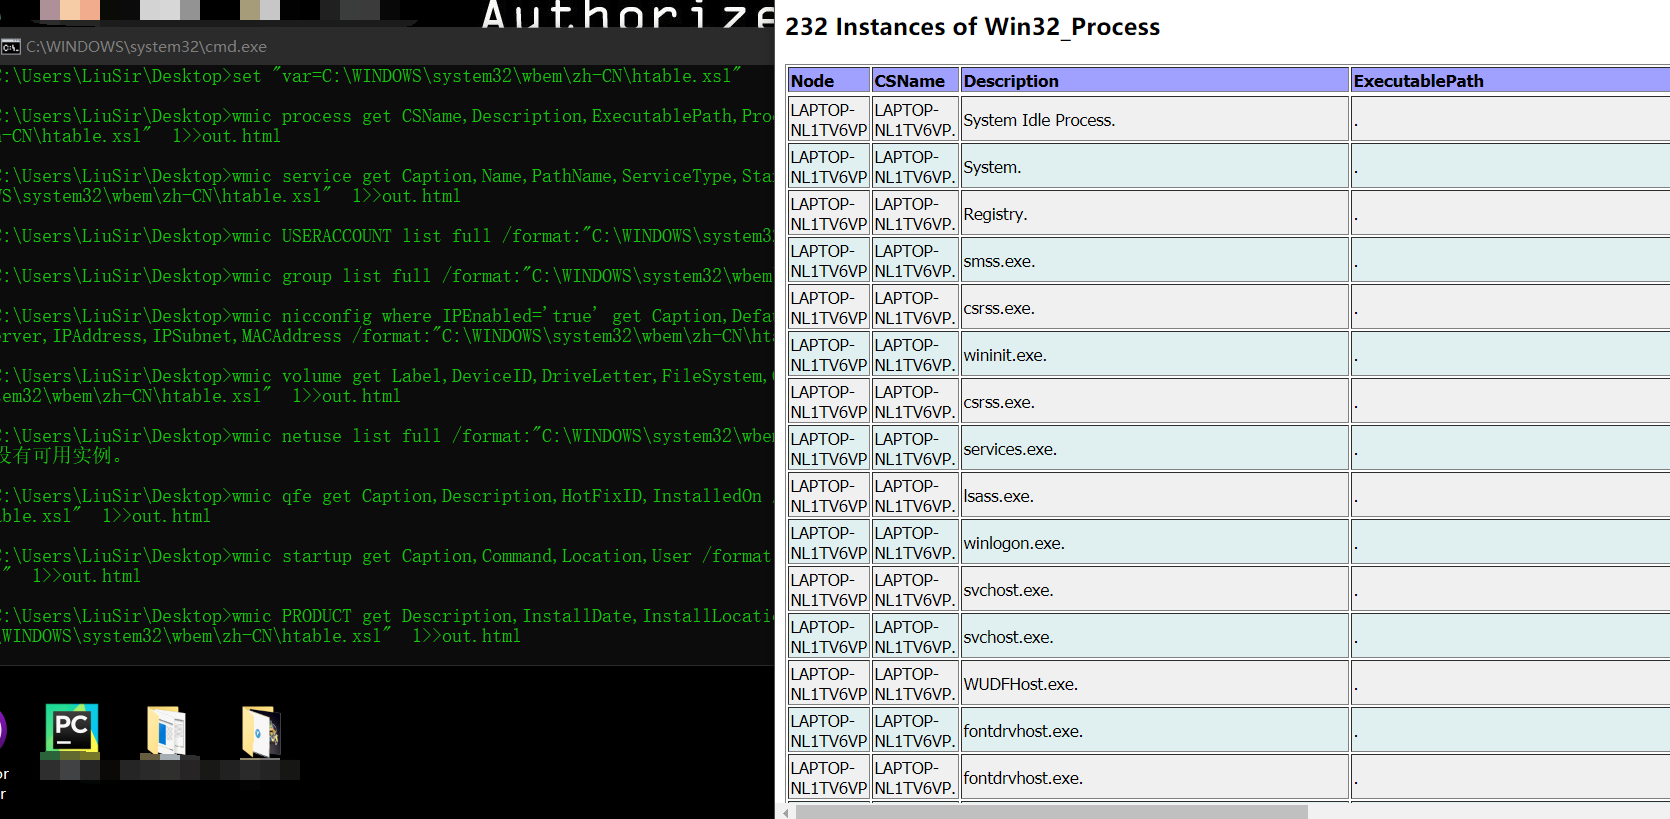 Authorize
C:\WINDOWS\system32\cmd.exe
:\Users\LiuSir\Desktop>set "var=C:\WINDOWS\system32\wbem\zh-CN\htable.xsl"
:\Users\LiuSir\Desktop>wmic process get CSName,Description,ExecutablePath,Pro
-CN\htable.xsl"  1>>out.html
:\Users\LiuSir\Desktop>wmic service get Caption,Name,PathName,ServiceType,Sta
S\system32\wbem\zh-CN\htable.xsl"  1>>out.html
:\Users\LiuSir\Desktop>wmic USERACCOUNT list full /format:"C:\WINDOWS\system3
:\Users\LiuSir\Desktop>wmic group list full /format:"C:\WINDOWS\system32\wbem
:\Users\LiuSir\Desktop>wmic nicconfig where IPEnabled='true' get Caption,Defa
erver,IPAddress,IPSubnet,MACAddress /format:"C:\WINDOWS\system32\wbem\zh-CN\hta
:\Users\LiuSir\Desktop>wmic volume get Label,DeviceID,DriveLetter,FileSystem,
em32\wbem\zh-CN\htable.xsl"  1>>out.html
:\Users\LiuSir\Desktop>wmic netuse list full /format:"C:\WINDOWS\system32\wbe
没有可用实例。
:\Users\LiuSir\Desktop>wmic qfe get Caption,Description,HotFixID,InstalledOn
able.xsl"  1>>out.html
:\Users\LiuSir\Desktop>wmic startup get Caption,Command,Location,User /format
"  1>>out.html
:\Users\LiuSir\Desktop>wmic PRODUCT get Description,InstallDate,InstallLocati
\WINDOWS\system32\wbem\zh-CN\htable.xsl"  1>>out.html
PC
or
r
232 Instances of Win32_Process
Node CSName Description ExecutablePath
LAPTOP- LAPTOP-
NL1TV6VP NL1TV6VP. System Idle Process. .
LAPTOP- LAPTOP-
NL1TV6VP NL1TV6VP. System. .
LAPTOP- LAPTOP-
NL1TV6VP NL1TV6VP. Registry. .
LAPTOP- LAPTOP-
NL1TV6VP NL1TV6VP. smss.exe. .
LAPTOP- LAPTOP-
NL1TV6VP NL1TV6VP. csrss.exe. .
LAPTOP- LAPTOP-
NL1TV6VP NL1TV6VP. wininit.exe. .
LAPTOP- LAPTOP-
NL1TV6VP NL1TV6VP. csrss.exe. .
LAPTOP- LAPTOP-
NL1TV6VP NL1TV6VP. services.exe. .
LAPTOP- LAPTOP-
NL1TV6VP NL1TV6VP. lsass.exe. .
LAPTOP- LAPTOP-
NL1TV6VP NL1TV6VP. winlogon.exe. .
LAPTOP- LAPTOP-
NL1TV6VP NL1TV6VP. svchost.exe. .
LAPTOP- LAPTOP-
NL1TV6VP NL1TV6VP. svchost.exe. .
LAPTOP- LAPTOP-
NL1TV6VP NL1TV6VP. WUDFHost.exe. .
LAPTOP- LAPTOP-
NL1TV6VP NL1TV6VP. fontdrvhost.exe. .
LAPTOP- LAPTOP-
NL1TV6VP NL1TV6VP. fontdrvhost.exe. .